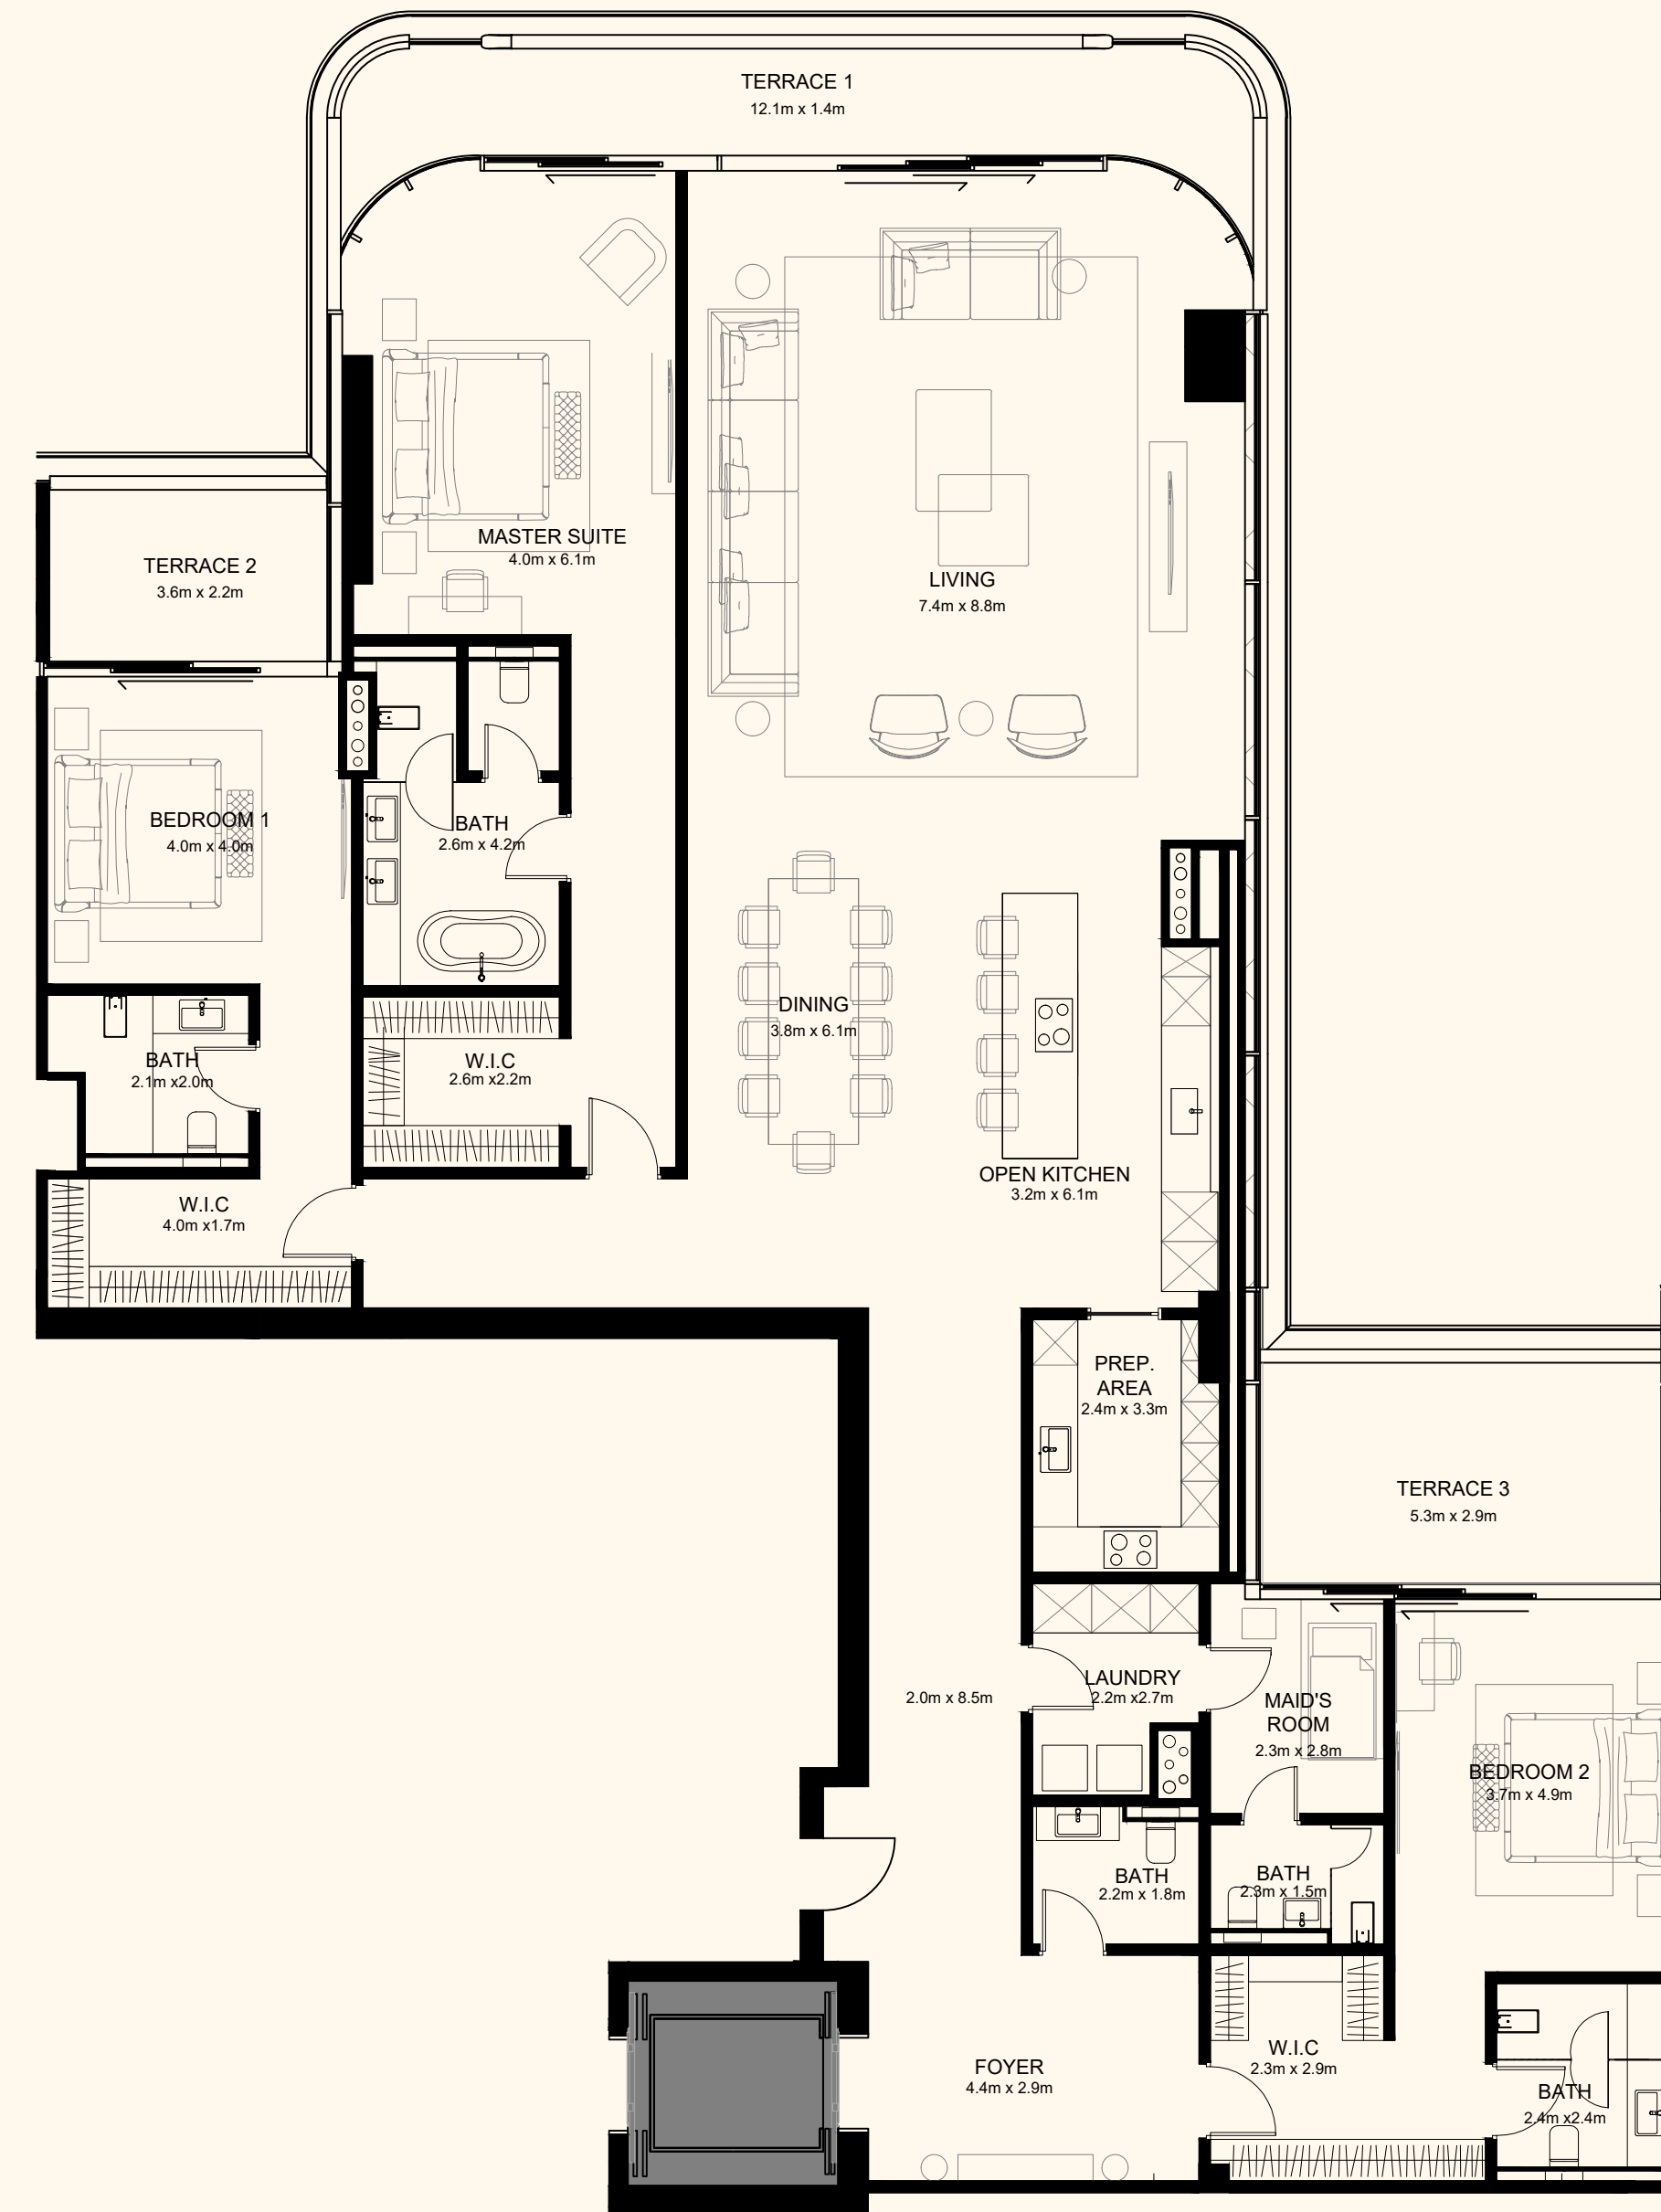 TERRACE 1
12.1m x 1.4m
MASTER SUITE
4.0m x 6.1m
TERRACE 2
3.6m x 2.2m
LIVING
7.4m x 8.8m
BEDROOM 1
4.0m x 4.0m
BATH
2.6m x 4.2m
DINING
3.8m x 6.1m
BATH
2.1m x2.0m
W.I.C
2.6m x2.2m
OPEN KITCHEN
3.2m x 6.1m
W.I.C
4.0m x1.7m
PREP.
AREA
2.4m x 3.3m
TERRACE 3
5.3m x 2.9m
2.0m x 8.5m
LAUNDRY
2.2m x2.7m
MAID'S
ROOM
2.3m x 2.8m
BEDROOM 2
3.7m x 4.9m
BATH
2.2m x 1.8m
BATH
2.3m x 1.5m
FOYER
4.4m x 2.9m
W.I.C
2.3m x 2.9m
BATH
2.4m x2.4m